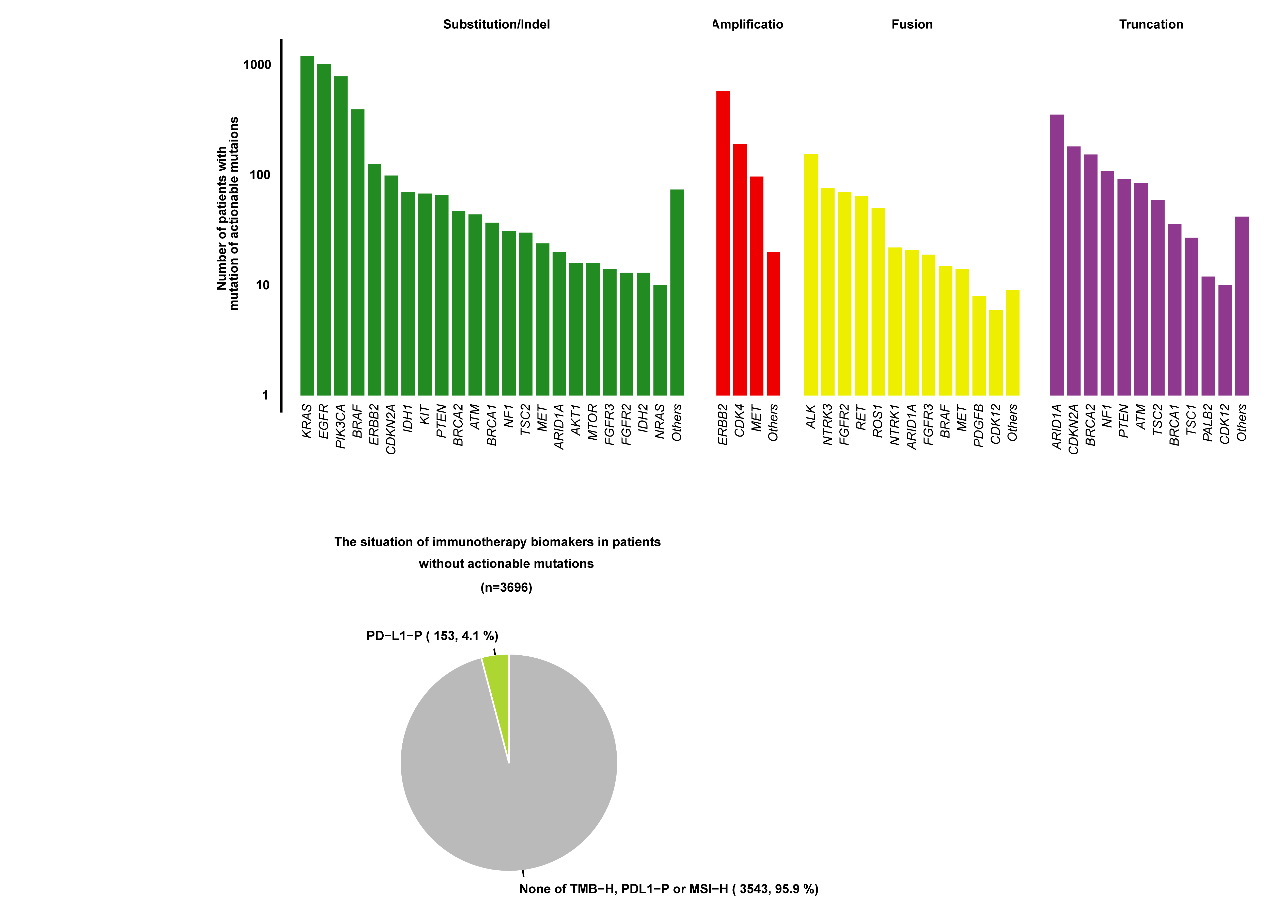 Substitution/Indel
Amplificatio
Fusion
Truncation
Number of patients with
mutation of actionable mutaions
1000
100
10
1
KRAS
EGFR
PIK3CA
BRAF
ERBB2
CDKN2A
IDH1
KIT
PTEN
BRCA2
ATM
BRCA1
NF1
TSC2
MET
ARID1A
AKT1
MTOR
FGFR3
FGFR2
IDH2
NRAS
Others
ERBB2
CDK4
MET
Others
ALK
NTRK3
FGFR2
RET
ROS1
NTRK1
ARID1A
FGFR3
BRAF
MET
PDGFB
CDK12
Others
ARID1A
CDKN2A
BRCA2
NF1
PTEN
ATM
TSC2
BRCA1
TSC1
PALB2
CDK12
Others
The situation of immunotherapy biomakers in patients
without actionable mutations
(n=3696)
PD−L1−P ( 153, 4.1 %)
None of TMB−H, PDL1−P or MSI−H ( 3543, 95.9 %)